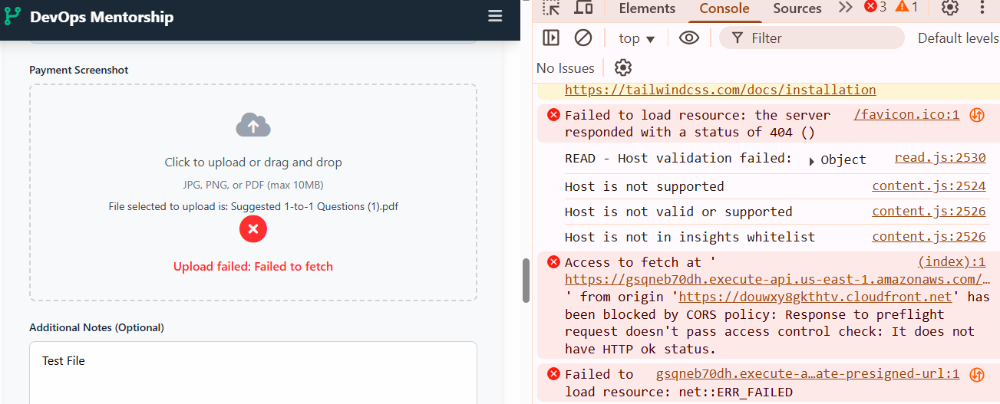 DevOps Mentorship
Payment Screenshot
Click to upload or drag and drop
JPG, PNG, or PDF (max 10MB)
File selected to upload is: Suggested 1-to-1 Questions (1).pdf
Upload failed: Failed to fetch
Additional Notes (Optional)
Test File
Elements Console Sources 3 1
top Filter Default levels
No Issues
https://tailwindcss.com/docs/installation
Failed to load resource: the server /favicon.ico:1
responded with a status of 404 ()
READ - Host validation failed: Object read.js:2530
Host is not supported content.js:2524
Host is not valid or supported content.js:2526
Host is not in insights whitelist content.js:2526
Access to fetch at ' (index):1
https://gsqneb70dh.execute-api.us-east-1.amazonaws.com/…
' from origin 'https://douwxy8gkthtv.cloudfront.net' has
been blocked by CORS policy: Response to preflight
request doesn't pass access control check: It does not
have HTTP ok status.
Failed to gsqneb70dh.execute-a…ate-presigned-url:1
load resource: net::ERR_FAILED